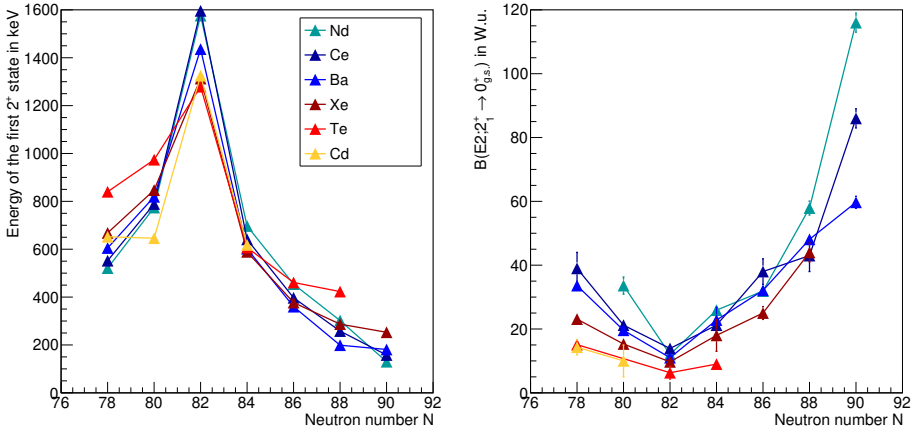 Energy of the first 2⁺ state in keV
1600
1400
1200
1000
800
600
400
200
0
76 78 80 82 84 86 88 90 92
Neutron number N
Nd
Ce
Ba
Xe
Te
Cd
B(E2;2⁺₁ → 0⁺g.s.) in W.u.
120
100
80
60
40
20
0
76 78 80 82 84 86 88 90 92
Neutron number N